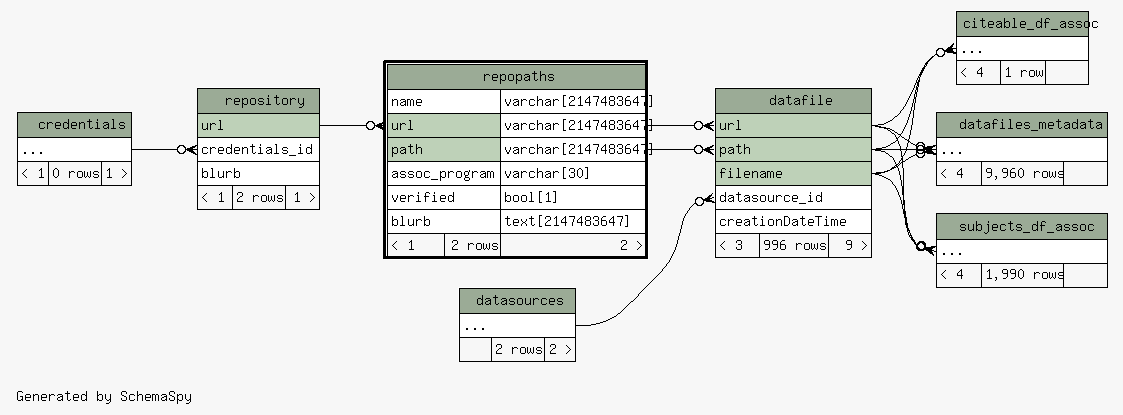 credentials
...
< 1 0 rows 1 >
repository
url
credentials_id
blurb
< 1 2 rows 1 >
repopaths
name varchar[2147483647]
url varchar[2147483647]
path varchar[2147483647]
assoc_program varchar[30]
verified bool[1]
blurb text[2147483647]
< 1 2 rows 2 >
datasources
...
2 rows 2 >
datafile
url
path
filename
datasource_id
creationDateTime
< 3 996 rows 9 >
citeable_df_assoc
...
< 4 1 row
datafiles_metadata
...
< 4 9,960 rows
subjects_df_assoc
...
< 4 1,990 rows
Generated by SchemaSpy